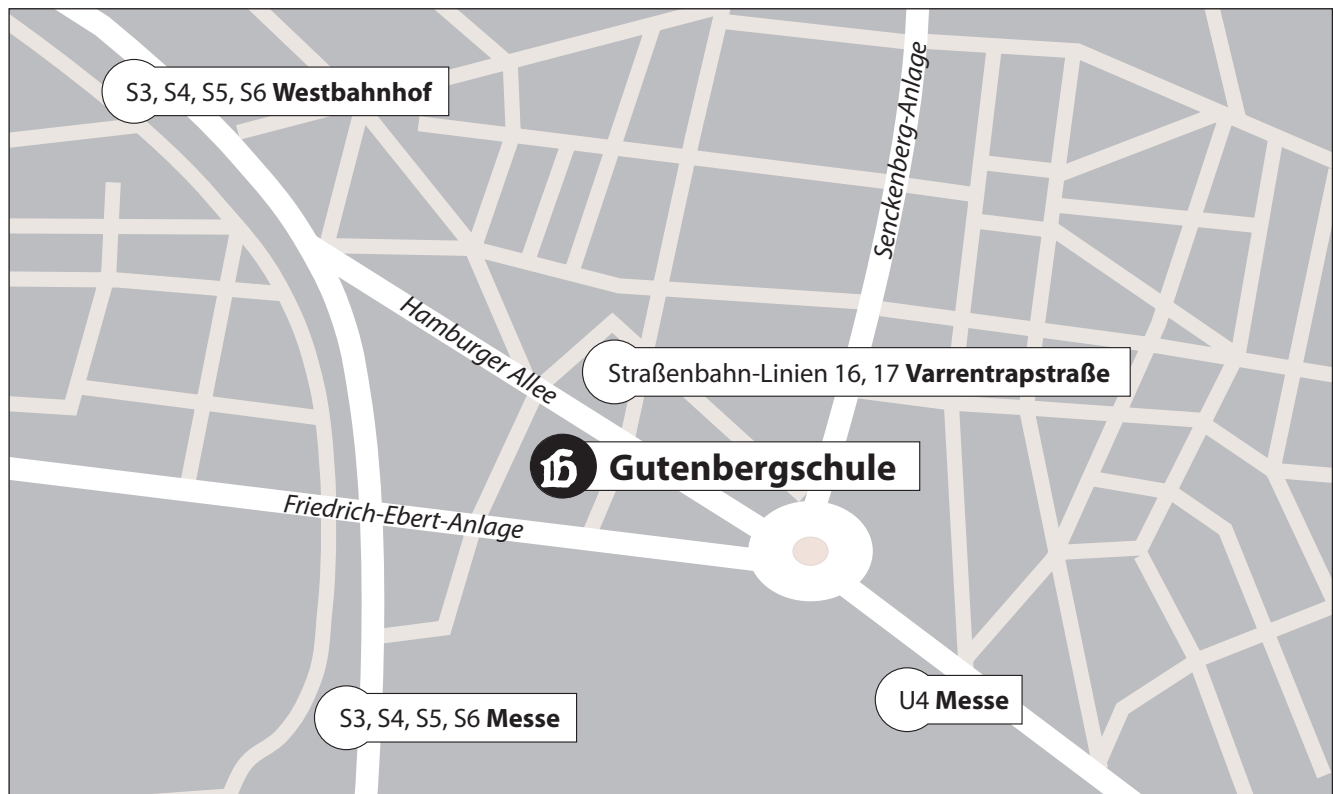 S3, S4, S5, S6 Westbahnhof
Senckenberg-Anlage
Hamburger Allee
Straßenbahn-Linien 16, 17 Varrentrapstraße
Gutenbergschule
Friedrich-Ebert-Anlage
S3, S4, S5, S6 Messe
U4 Messe